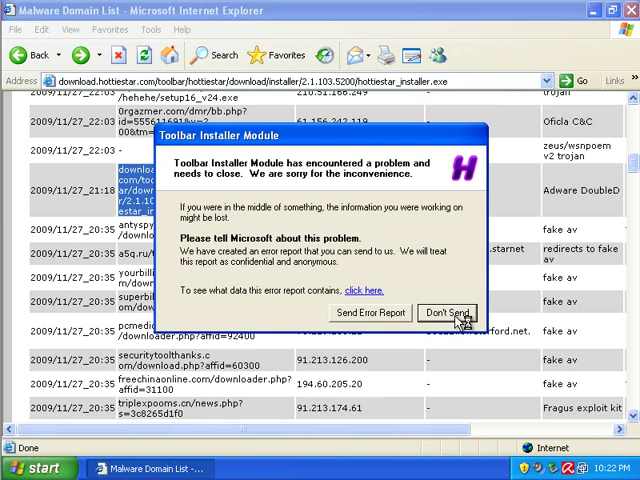 Malware Domain List - Microsoft Internet Explorer
File Edit View Favorites Tools Help
Back Search Favorites
Address download.hottiestar.com/toolbar/hottiestar/download/installer/2.1.103.5200/hottiestar_installer.exe Go Links »
2009/11/27_22:03 /hehehe/setup16_v24.exe 210.51.166.249 trojan
2009/11/27_22:03 0rgazmer.com/dmr/bb.php? 61.156.242.119 Oficla C&C
2009/11/27_22:03 - zeus/wsnpoem
v2 trojan
2009/11/27_21:18 Adware DoubleD
2009/11/27_20:35 fake av
2009/11/27_20:35 a5q.ru/ .starnet redirects to fake
av
2009/11/27_20:35 fake av
2009/11/27_20:35 fake av
2009/11/27_20:35 fake av
/downloader.php?affid=92400
2009/11/27_20:35 securitytoolthanks.c 91.213.126.200 - fake av
om/download.php?affid=60300
2009/11/27_20:35 freechinaonline.com/downloader.php? 194.60.205.20 - fake av
affid=31100
2009/11/27_20:35 triplexpooms.cn/news.php? 91.213.174.61 - Fragus exploit kit
s=3c8265d1f0
Toolbar Installer Module
Toolbar Installer Module has encountered a problem and
needs to close. We are sorry for the inconvenience.
H
If you were in the middle of something, the information you were working on
might be lost.
Please tell Microsoft about this problem.
We have created an error report that you can send to us. We will treat
this report as confidential and anonymous.
To see what data this error report contains, click here.
Send Error Report Don't Send
Done Internet
start Malware Domain List -... 10:22 PM